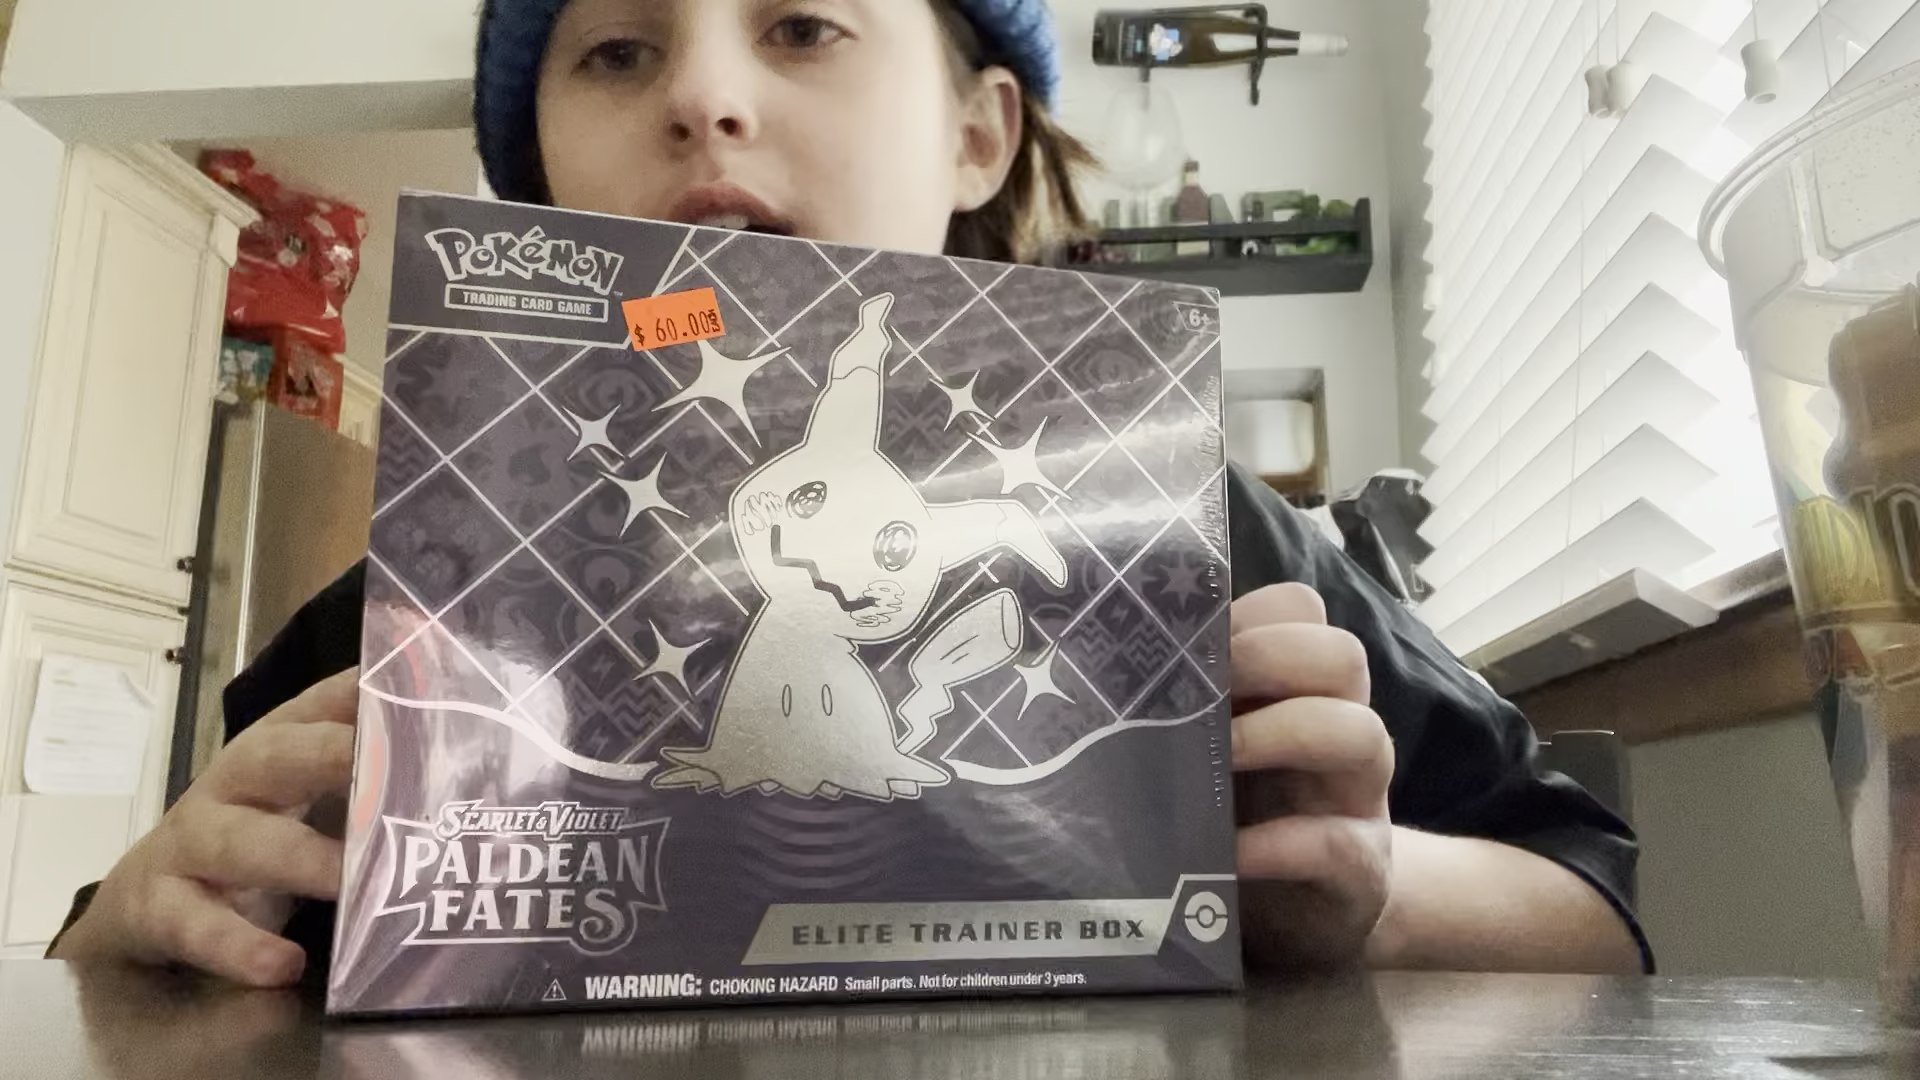 POKéMON
TRADING CARD GAME
$ 60.00
6+
SCARLET & VIOLET
PALDEAN
FATES
ELITE TRAINER BOX
WARNING: CHOKING HAZARD Small parts. Not for children under 3 years.